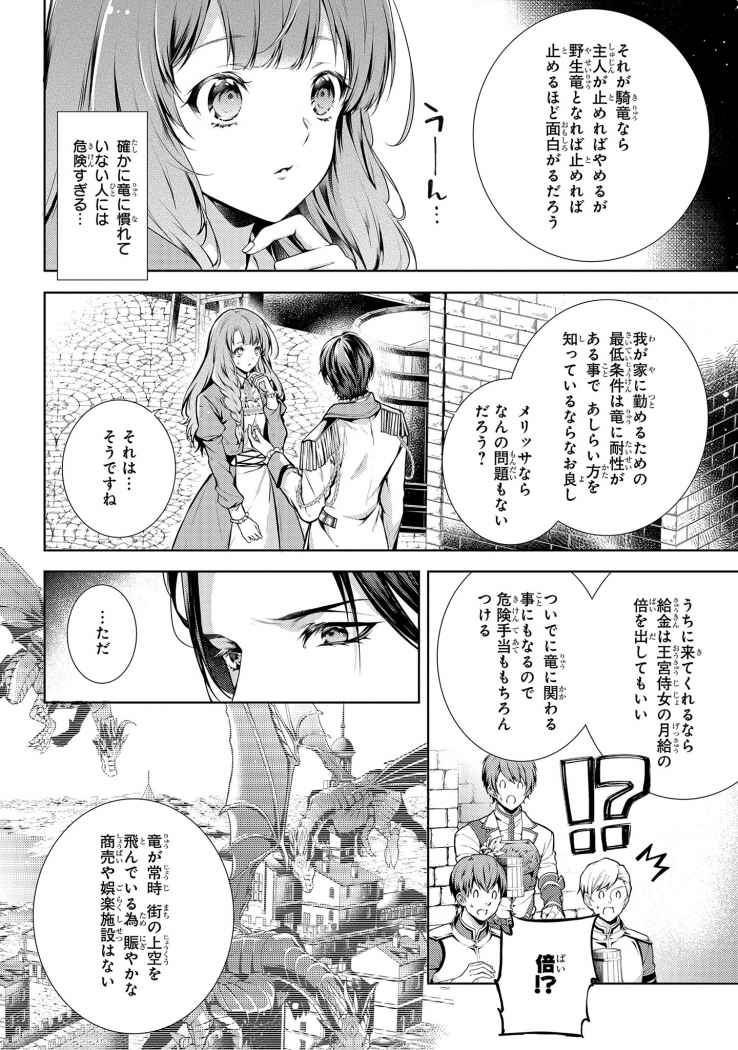 それが騎竜なら
主人が止めればやめるが
野生竜となれば止めれば
止めるほど面白がるだろう
うーん…
確かに竜に慣れて
いない人には
危険すぎる…
我が家に勤めるための
最低条件は竜に耐性が
ある事で あしらい方を
知っているならなお良し
メリッサなら
なんの問題もない
だろう？
それは…
そうですね
うちに来てくれるなら
給金は王宮侍女の月給の
倍を出してもいい
ついでに竜に関わる
事にもなるので
危険手当ももちろん
つける
!?
倍!?
…ただ
竜が常時 街の上空を
飛んでいる為 賑やかな
商売や娯楽施設はない